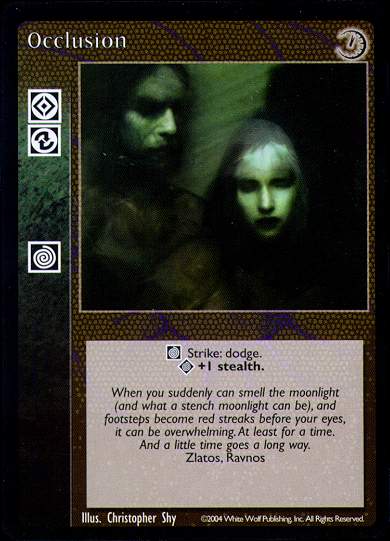 Occlusion
Strike: dodge.
+1 stealth.
When you suddenly can smell the moonlight
(and what a stench moonlight can be), and
footsteps become red streaks before your eyes,
it can be overwhelming. At least for a time.
And a little time goes a long way.
Zlatos, Ravnos
Illus. Christopher Shy
©2004 White Wolf Publishing, Inc. All Rights Reserved.